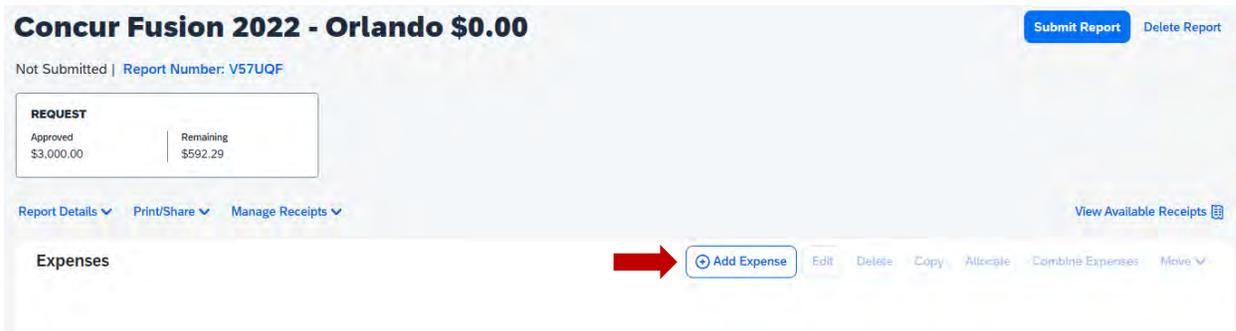 Concur Fusion 2022 - Orlando $0.00
Submit Report
Delete Report
Not Submitted | Report Number: V57UQF
REQUEST
Approved
Remaining
$3,000.00
$592.29
Report Details
Print/Share
Manage Receipts
View Available Receipts
Expenses
Add Expense
Edit
Delete
Copy
Allocate
Combine Expenses
Move